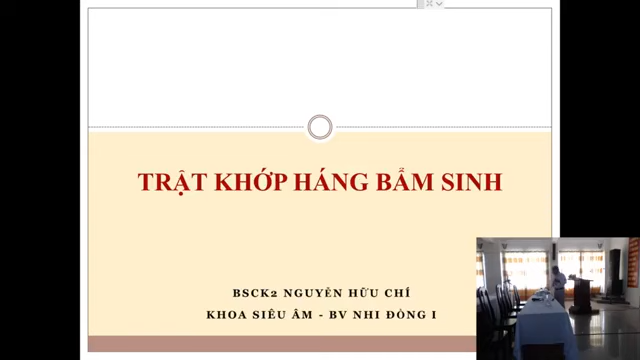 TRẬT KHỚP HÁNG BẨM SINH
BSCK2 NGUYỄN HỮU CHÍ
KHOA SIÊU ÂM - BV NHI ĐỒNG I